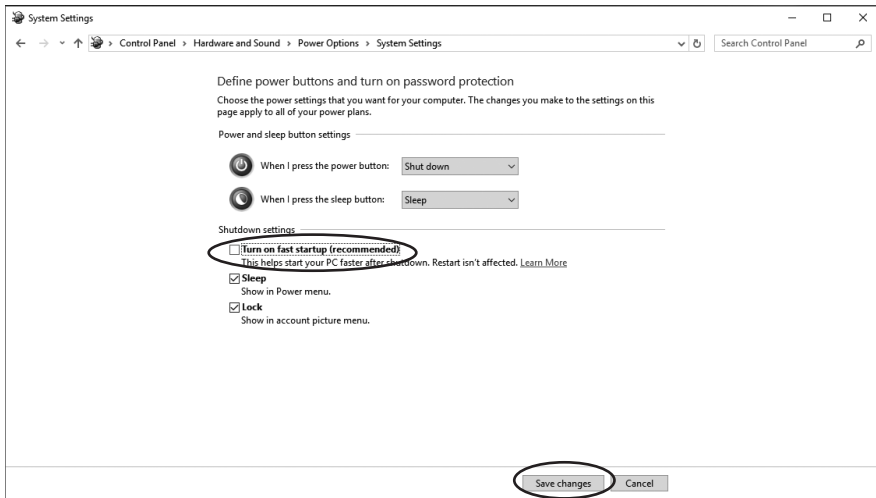 System Settings
Control Panel > Hardware and Sound > Power Options > System Settings
Search Control Panel
Define power buttons and turn on password protection
Choose the power settings that you want for your computer. The changes you make to the settings on this
page apply to all of your power plans.
Power and sleep button settings
When I press the power button: Shut down
When I press the sleep button: Sleep
Shutdown settings
Turn on fast startup (recommended)
This helps start your PC faster after shutdown. Restart isn't affected. Learn More
Sleep
Show in Power menu.
Lock
Show in account picture menu.
Save changes
Cancel